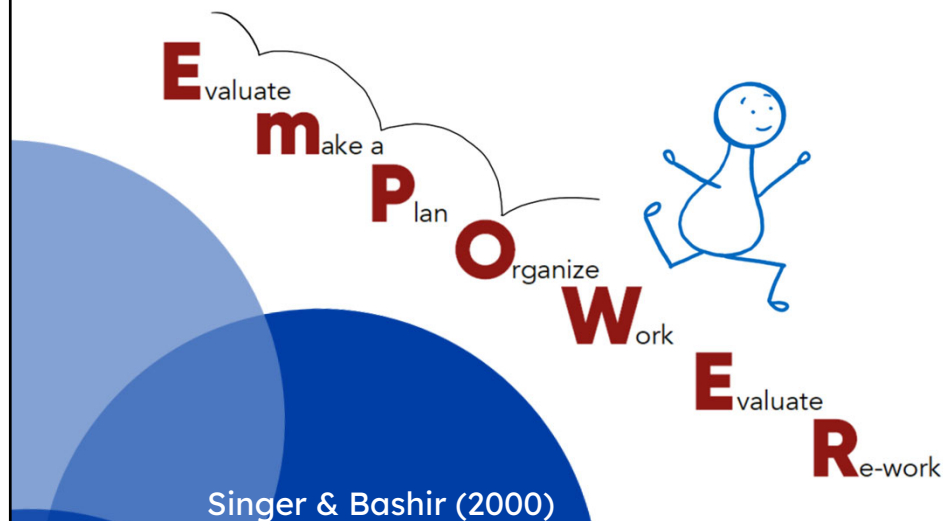 Evaluate
make a
Plan
Organize
Work
Evaluate
Re-work
Singer & Bashir (2000)